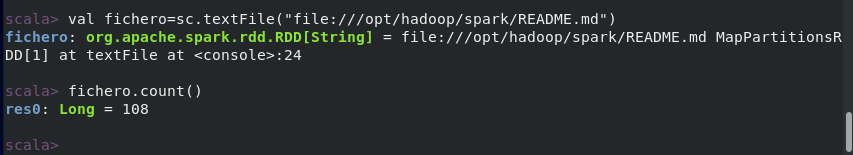 scala> val fichero=sc.textFile("file:///opt/hadoop/spark/README.md")
fichero: org.apache.spark.rdd.RDD[String] = file:///opt/hadoop/spark/README.md MapPartitionsR
DD[1] at textFile at <console>:24
scala> fichero.count()
res0: Long = 108
scala>